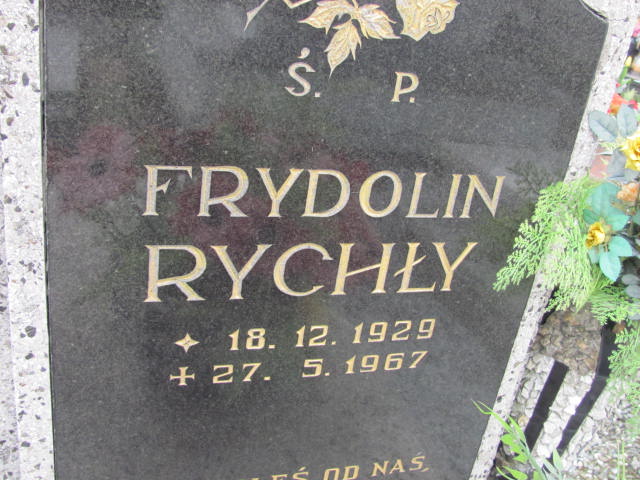 Ś. P.
FRYDOLIN
RYCHŁY
18. 12. 1929
27. 5. 1967
OD NAS,